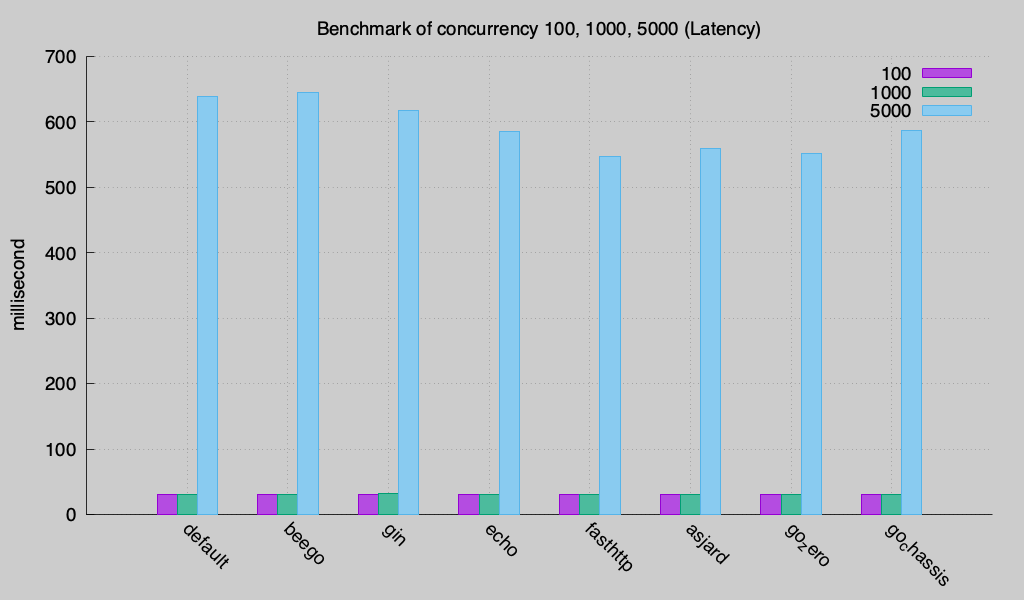 Benchmark of concurrency 100, 1000, 5000 (Latency)
700
600
500
400
300
200
100
0
millisecond
100
1000
5000
default
beego
gin
echo
fasthttp
asjard
gozero
gochassis